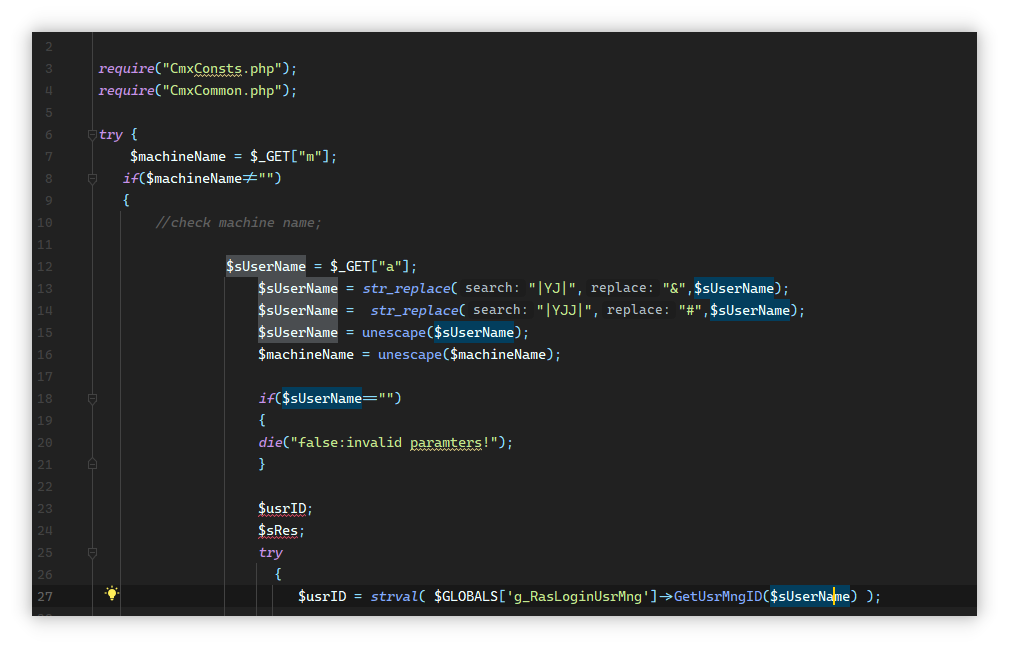 2
3 require("CmxConsts.php");
4 require("CmxCommon.php");
5
6 try {
7 $machineName = $_GET["m"];
8 if($machineName≠"")
9 {
10 //check machine name;
11
12 $sUserName = $_GET["a"];
13 $sUserName = str_replace( search: "|YJ|", replace: "&",$sUserName);
14 $sUserName =  str_replace( search: "|YJJ|", replace: "#",$sUserName);
15 $sUserName = unescape($sUserName);
16 $machineName = unescape($machineName);
17
18 if($sUserName=="")
19 {
20 die("false:invalid paramters!");
21 }
22
23 $usrID;
24 $sRes;
25 try
26 {
27 $usrID = strval( $GLOBALS['g_RasLoginUsrMng']→GetUsrMngID($sUserName) );